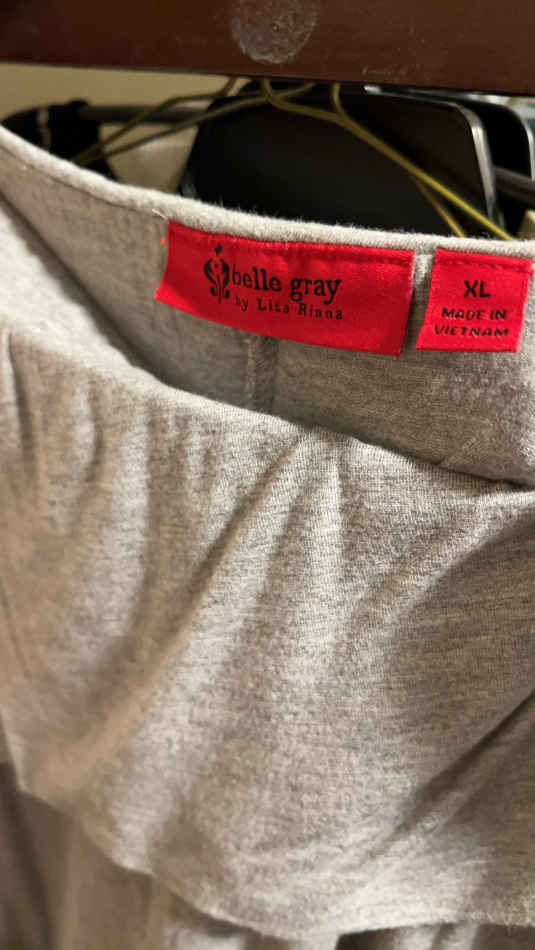 belle gray
by Lisa Rinna
XL
MADE IN
VIETNAM